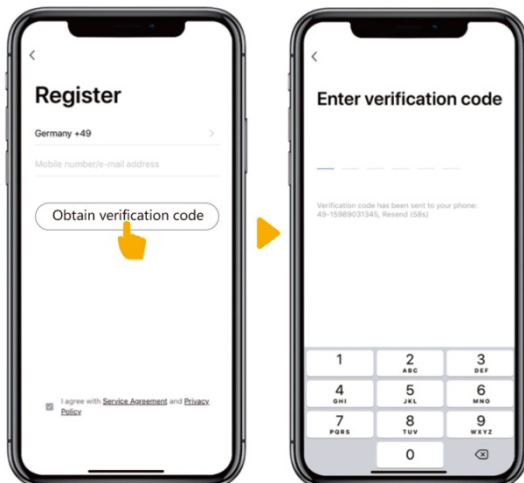 Register
Germany +49
Mobile number/e-mail address
Obtain verification code
I agree with Service Agreement and Privacy
Policy
Enter verification code
Verification code has been sent to your phone:
49-15989031345, Resend (58s)
1
2
ABC
3
DEF
4
GHI
5
JKL
6
MNO
7
PQRS
8
TUV
9
WXYZ
0